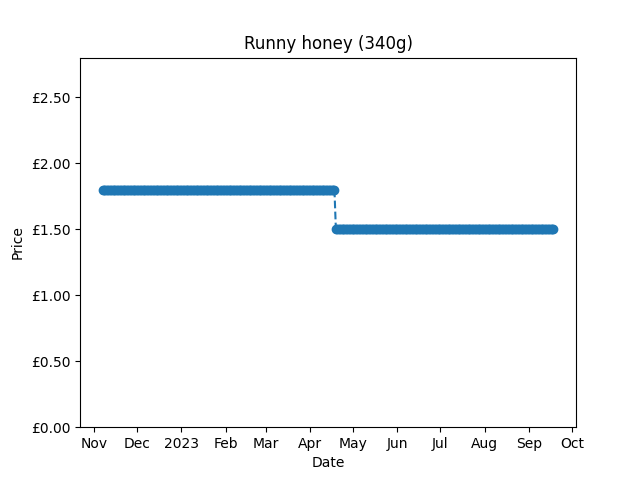 Runny honey (340g)
£2.50
£2.00
£1.50
£1.00
£0.50
£0.00
Price
Nov Dec 2023 Feb Mar Apr May Jun Jul Aug Sep Oct
Date